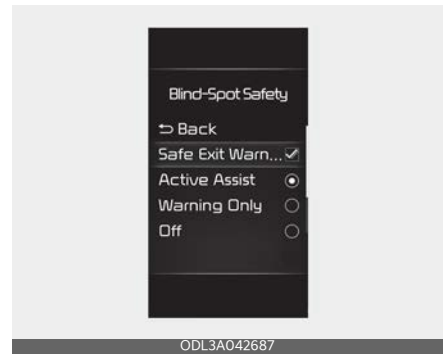 Blind-Spot Safety
⮌ Back
Safe Exit Warn...
Active Assist
Warning Only
Off
ODL3A042687